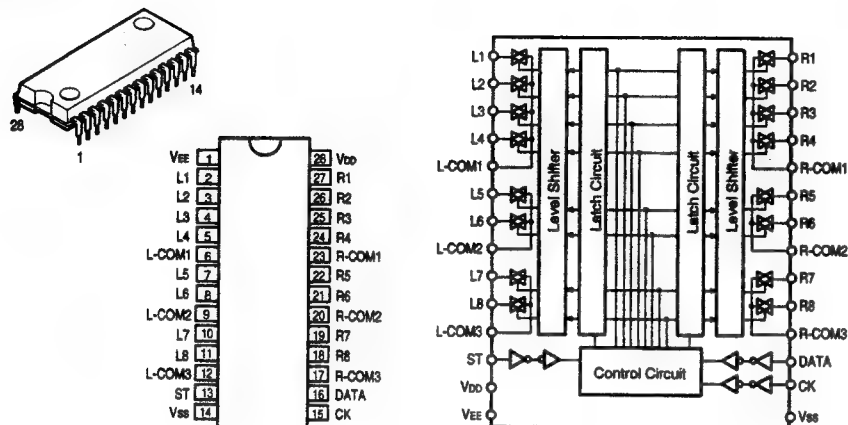 28
14
1
VEE 1 28 VDD
L1 2 27 R1
L2 3 26 R2
L3 4 25 R3
L4 5 24 R4
L-COM1 6 23 R-COM1
L5 7 22 R5
L6 8 21 R6
L-COM2 9 20 R-COM2
L7 10 19 R7
L8 11 18 R8
L-COM3 12 17 R-COM3
ST 13 16 DATA
Vss 14 15 CK
L1
L2
L3
L4
L-COM1
L5
L6
L-COM2
L7
L8
L-COM3
ST
VDD
VEE
Level Shifter
Latch Circuit
Latch Circuit
Level Shifter
Control Circuit
R1
R2
R3
R4
R-COM1
R5
R6
R-COM2
R7
R8
R-COM3
DATA
CK
Vss